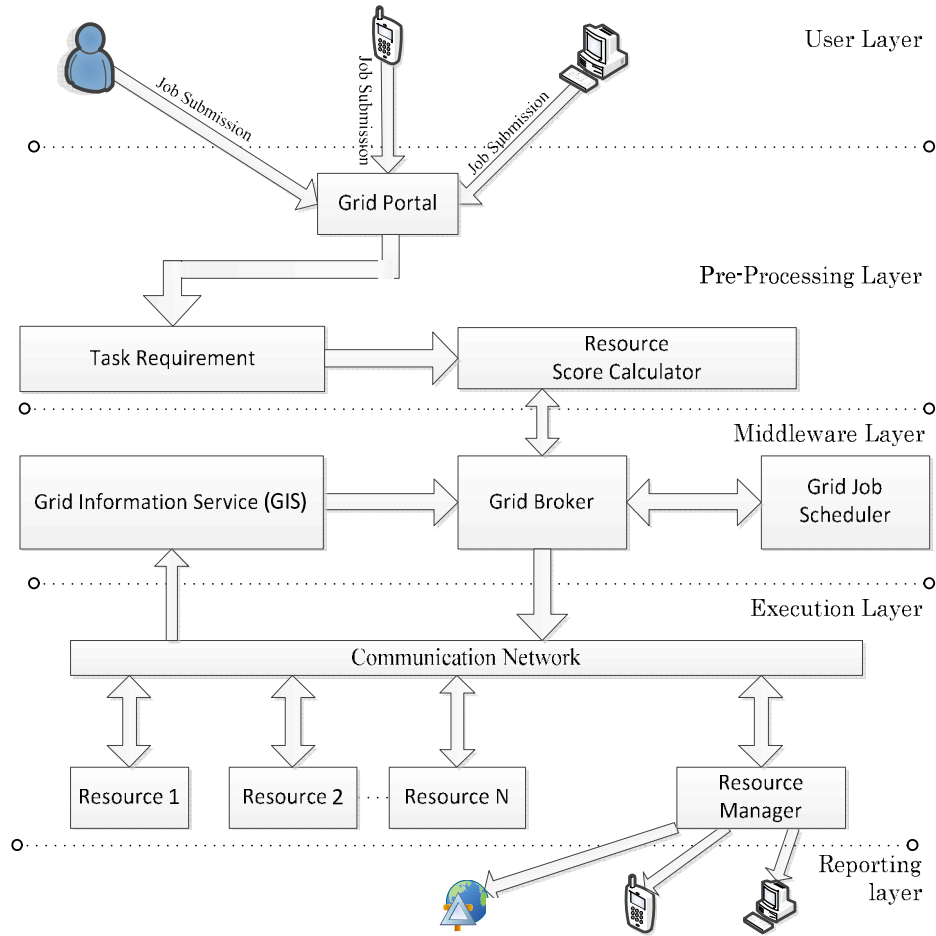 User Layer
Job Submission
Job Submission
Job Submission
Grid Portal
Pre-Processing Layer
Task Requirement
Resource
Score Calculator
Middleware Layer
Grid Information Service (GIS)
Grid Broker
Grid Job
Scheduler
Execution Layer
Communication Network
Resource 1
Resource 2
Resource N
Resource
Manager
Reporting
layer